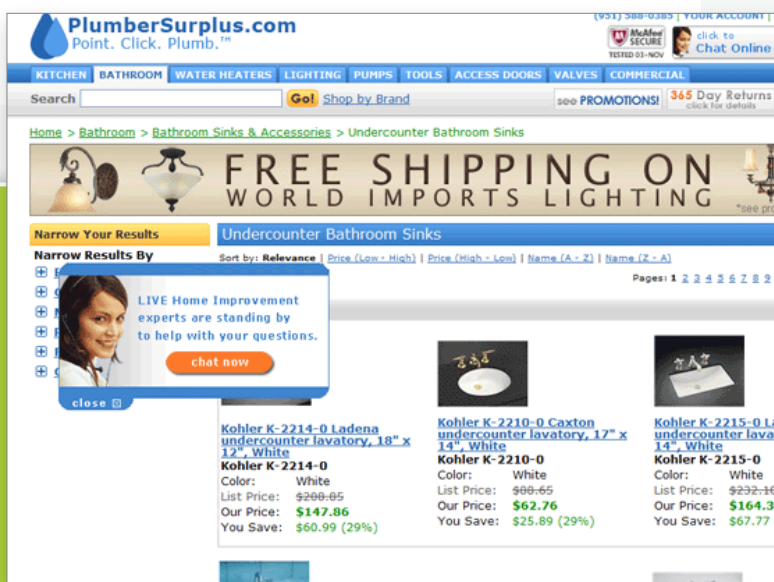 PlumberSurplus.com
Point. Click. Plumb.™
(951) 588-0385 | YOUR ACCOUNT |
McAfee
SECURE
TESTED 03-NOV
click to
Chat Online
KITCHEN BATHROOM WATER HEATERS LIGHTING PUMPS TOOLS ACCESS DOORS VALVES COMMERCIAL
Search Go! Shop by Brand
see PROMOTIONS!
365 Day Returns
click for details
Home > Bathroom > Bathroom Sinks & Accessories > Undercounter Bathroom Sinks
FREE SHIPPING ON
WORLD IMPORTS LIGHTING
*see pro
Narrow Your Results
Undercounter Bathroom Sinks
Narrow Results By
Sort by: Relevance | Price (Low - High) | Price (High - Low) | Name (A - Z) | Name (Z - A)
Pages: 1 2 3 4 5 6 7 8 9
LIVE Home Improvement
experts are standing by
to help with your questions.
chat now
close
Kohler K-2214-0 Ladena
undercounter lavatory, 18" x
12", White
Kohler K-2214-0
Color: White
List Price: $208.85
Our Price: $147.86
You Save: $60.99 (29%)
Kohler K-2210-0 Caxton
undercounter lavatory, 17" x
14", White
Kohler K-2210-0
Color: White
List Price: $88.65
Our Price: $62.76
You Save: $25.89 (29%)
Kohler K-2215-0 La
undercounter lava
14", White
Kohler K-2215-0
Color: White
List Price: $232.10
Our Price: $164.3
You Save: $67.77